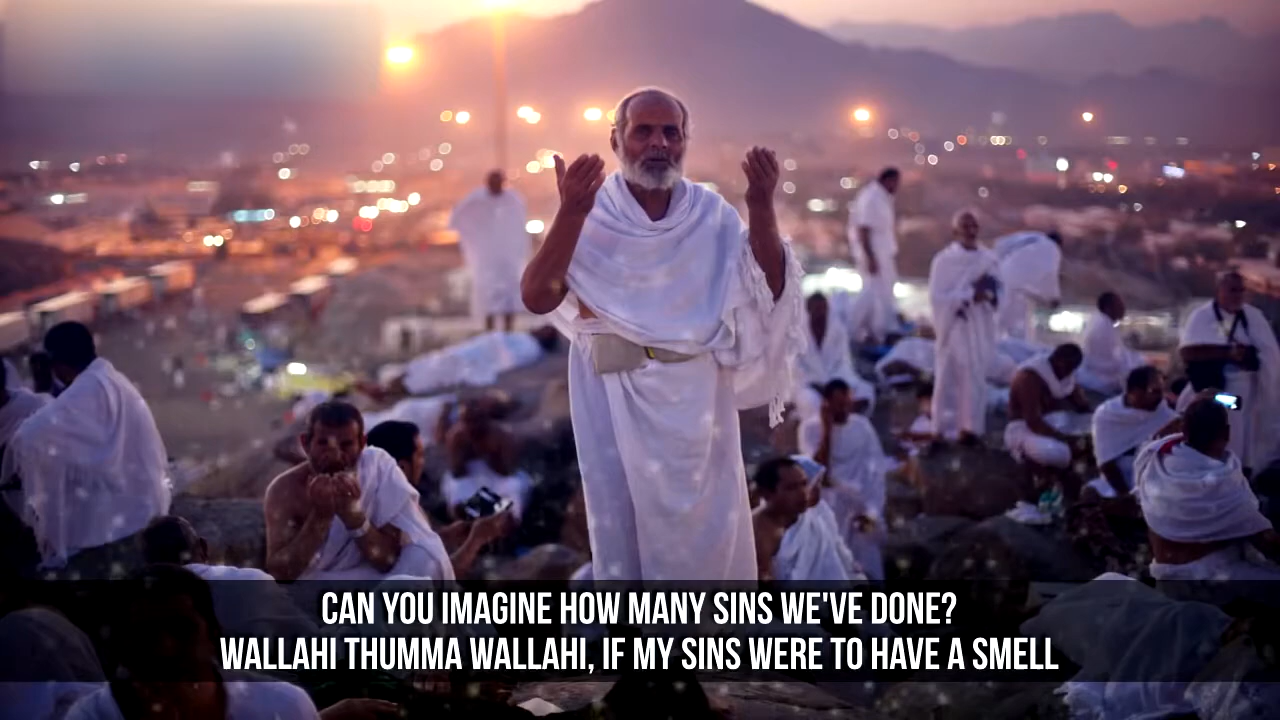 CAN YOU IMAGINE HOW MANY SINS WE'VE DONE?
WALLAHI THUMMA WALLAHI, IF MY SINS WERE TO HAVE A SMELL